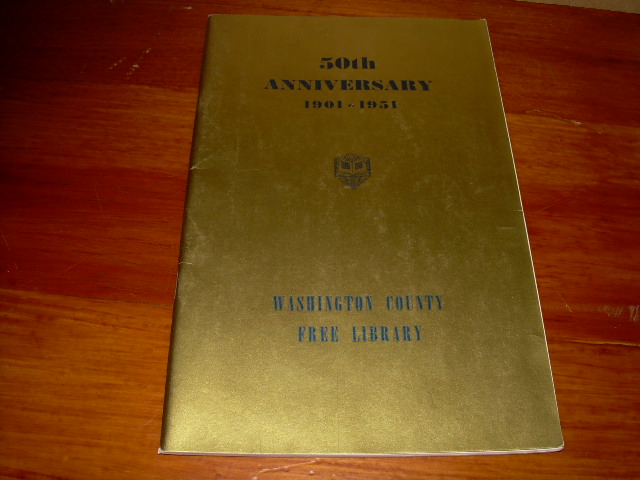 50th
ANNIVERSARY
1901 • 1951
WASHINGTON COUNTY
FREE LIBRARY